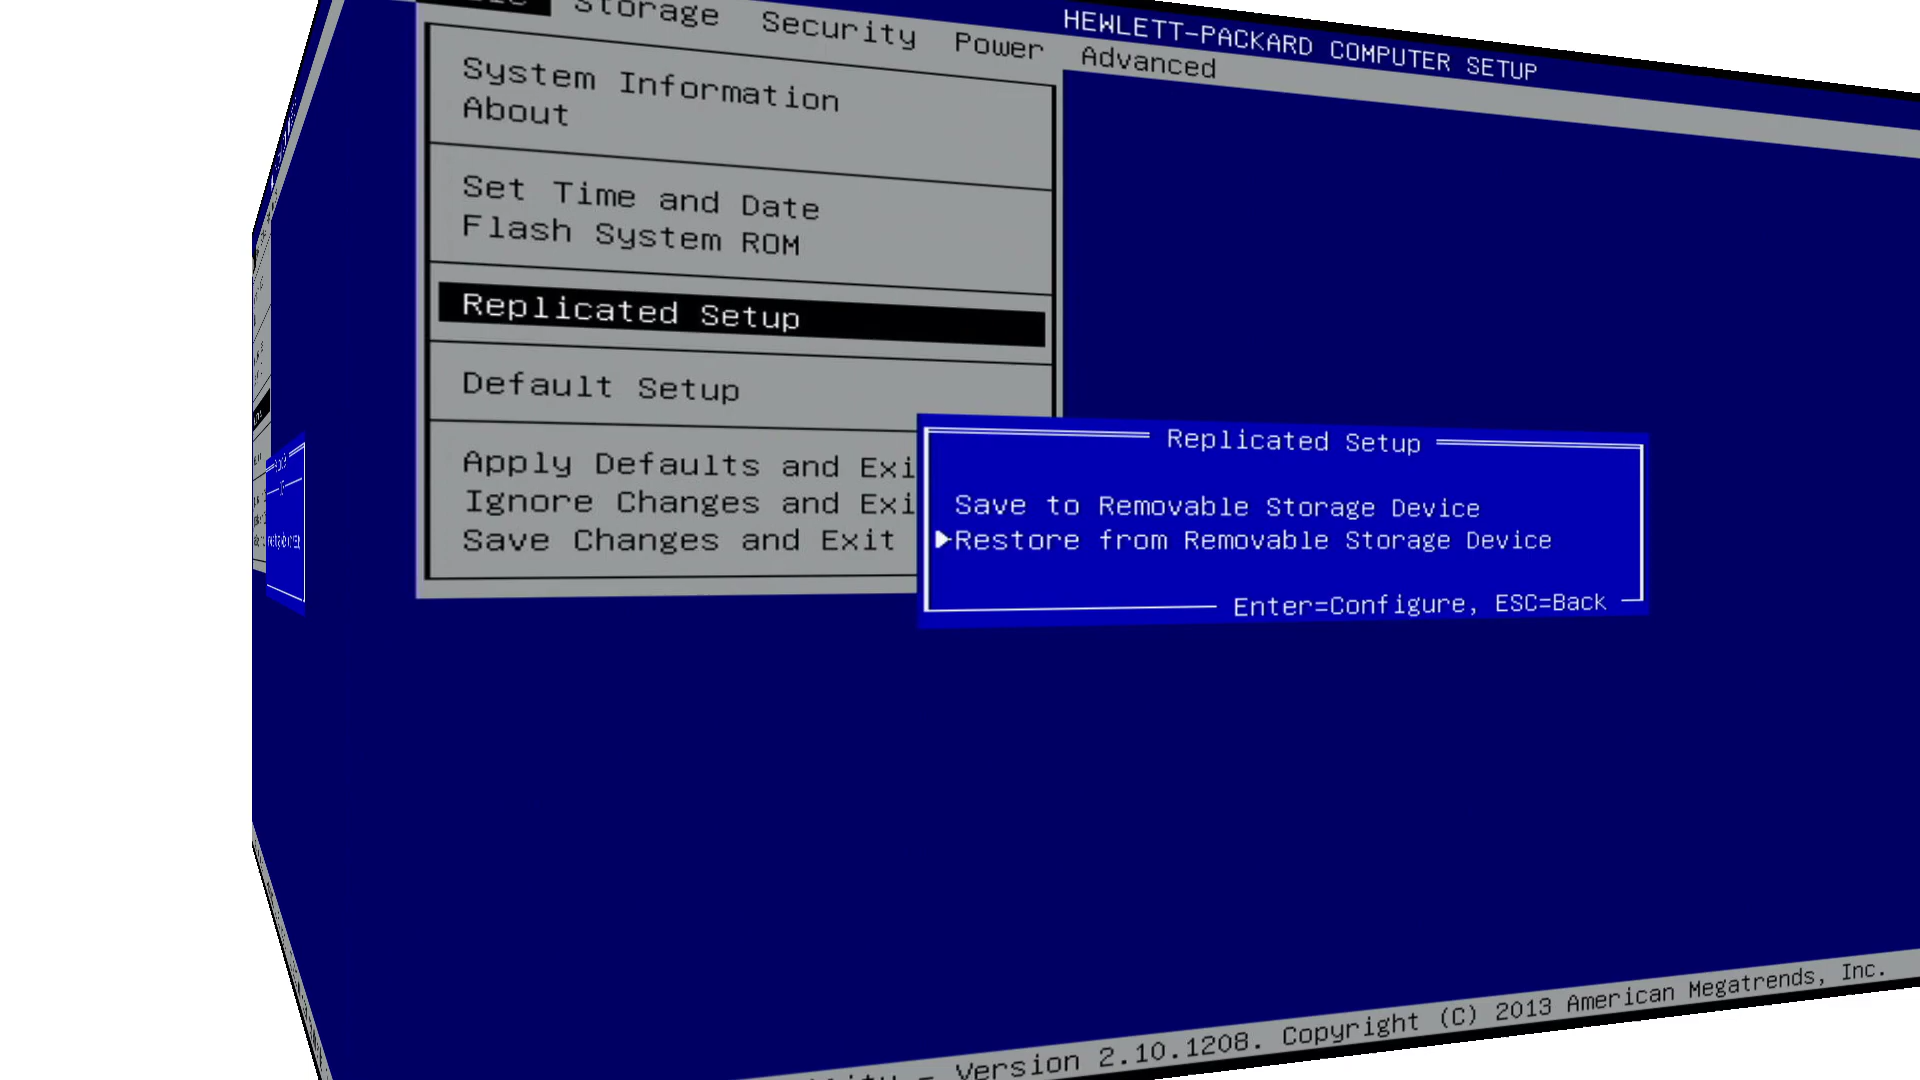 HEWLETT-PACKARD COMPUTER SETUP
Storage Security Power Advanced
System Information
About
Set Time and Date
Flash System ROM
Replicated Setup
Default Setup
Apply Defaults and Exi
Ignore Changes and Exi
Save Changes and Exit
Replicated Setup
Save to Removable Storage Device
Restore from Removable Storage Device
Enter=Configure, ESC=Back
- Version 2.10.1208. Copyright (C) 2013 American Megatrends, Inc.